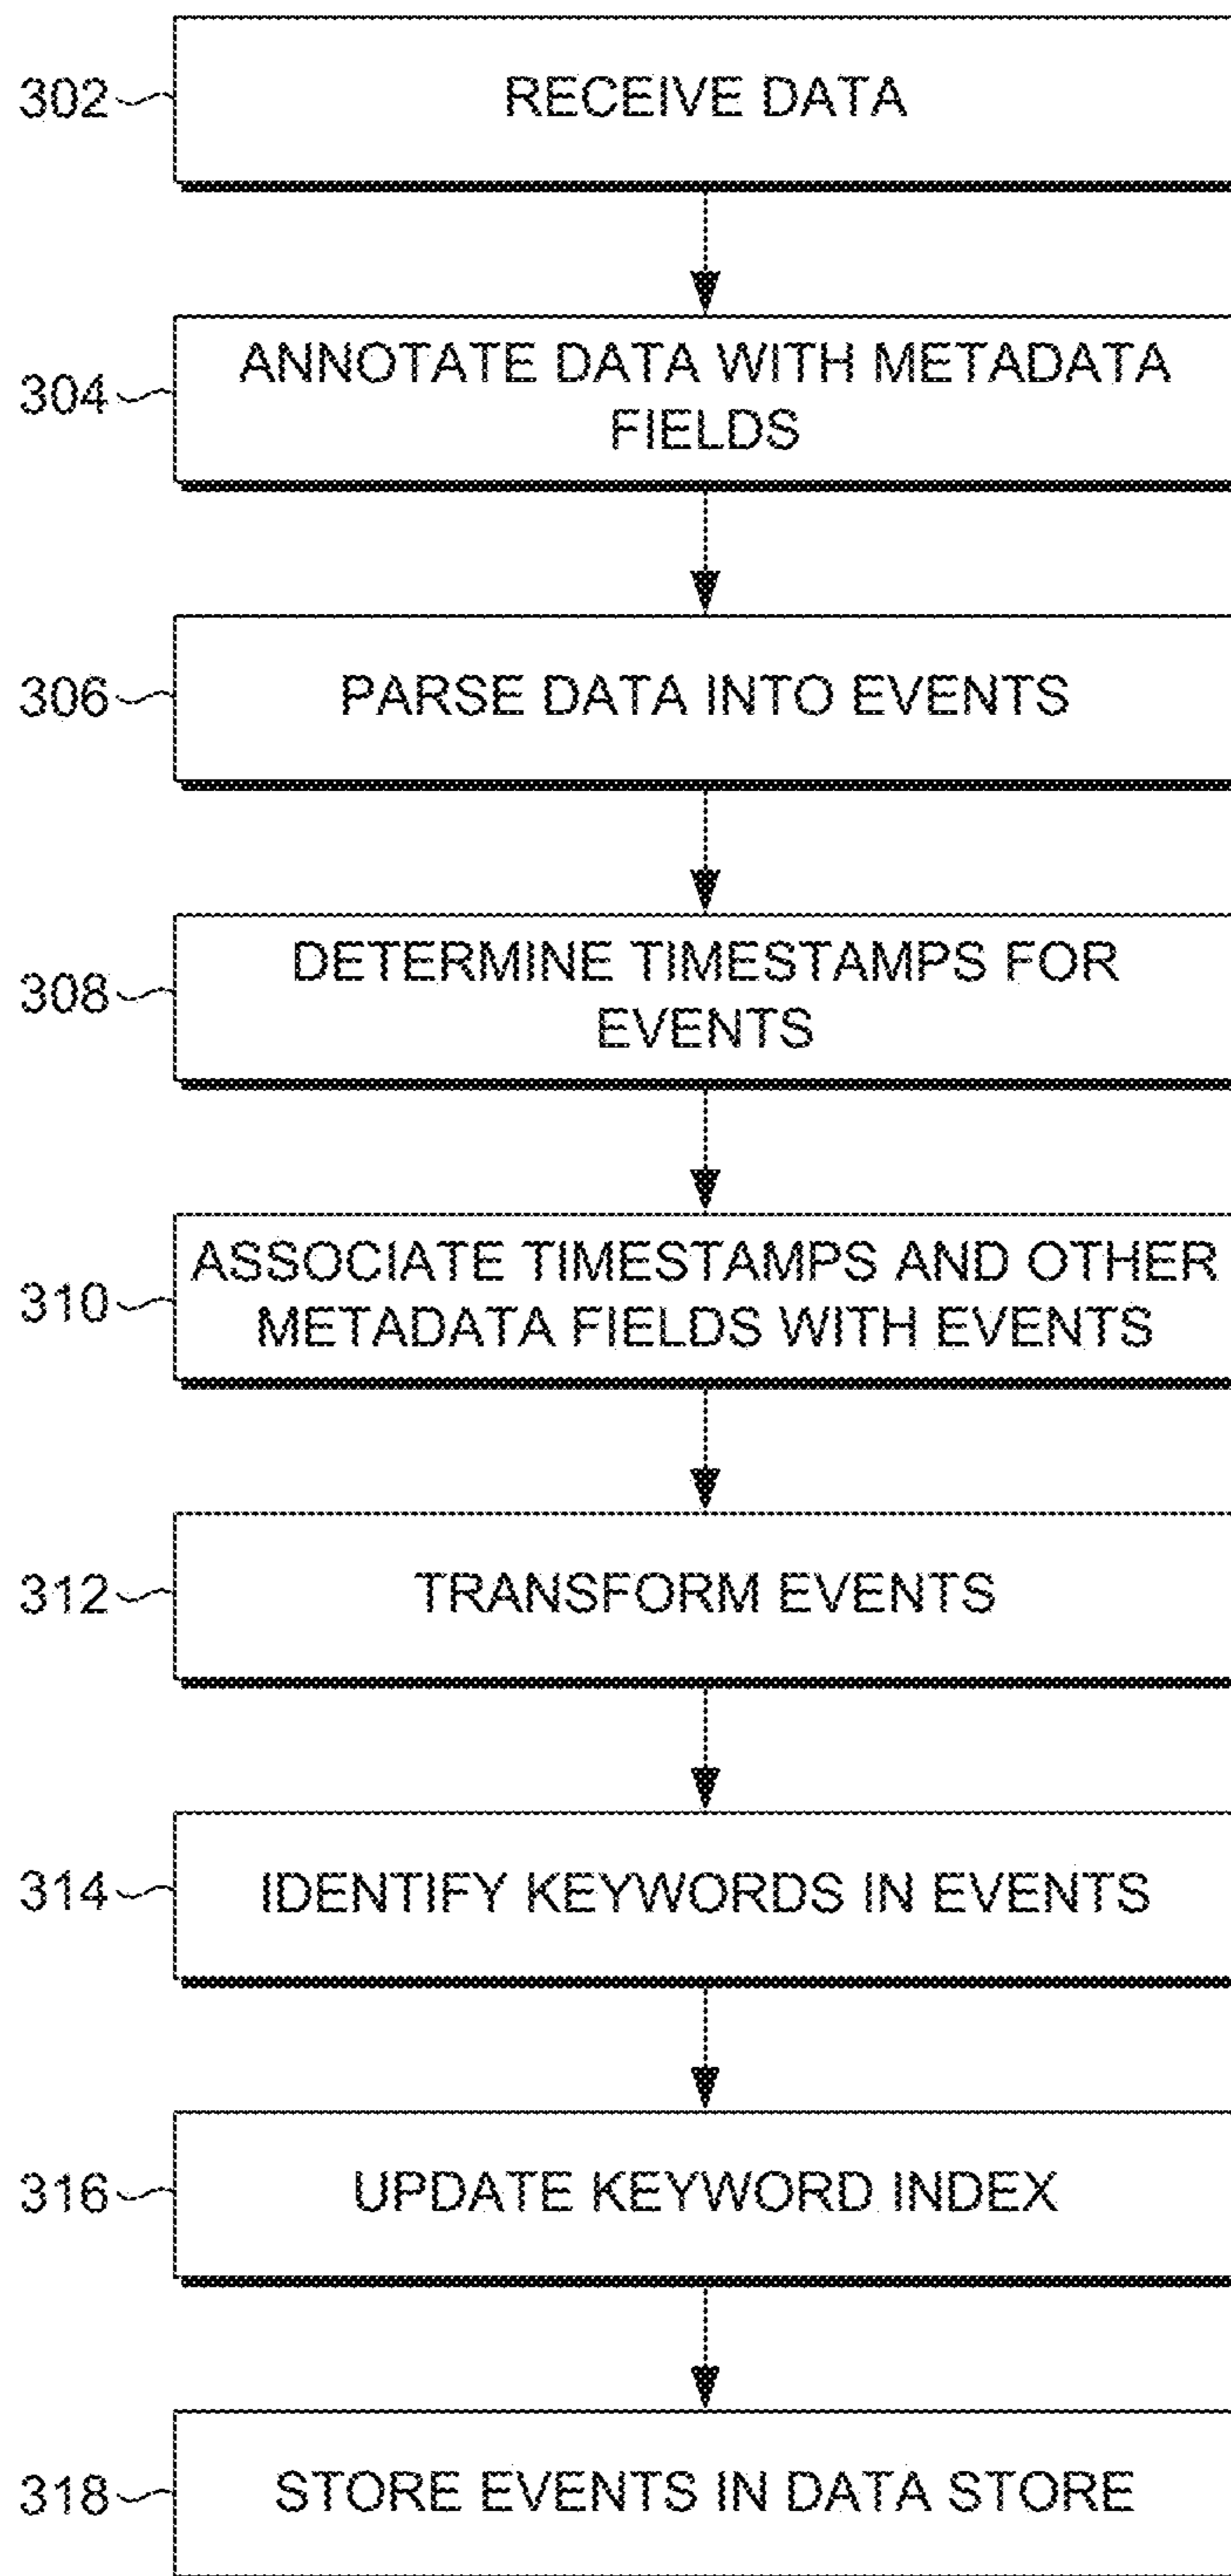 302
RECEIVE DATA
304
ANNOTATE DATA WITH METADATA
FIELDS
306
PARSE DATA INTO EVENTS
308
DETERMINE TIMESTAMPS FOR
EVENTS
310
ASSOCIATE TIMESTAMPS AND OTHER
METADATA FIELDS WITH EVENTS
312
TRANSFORM EVENTS
314
IDENTIFY KEYWORDS IN EVENTS
316
UPDATE KEYWORD INDEX
318
STORE EVENTS IN DATA STORE